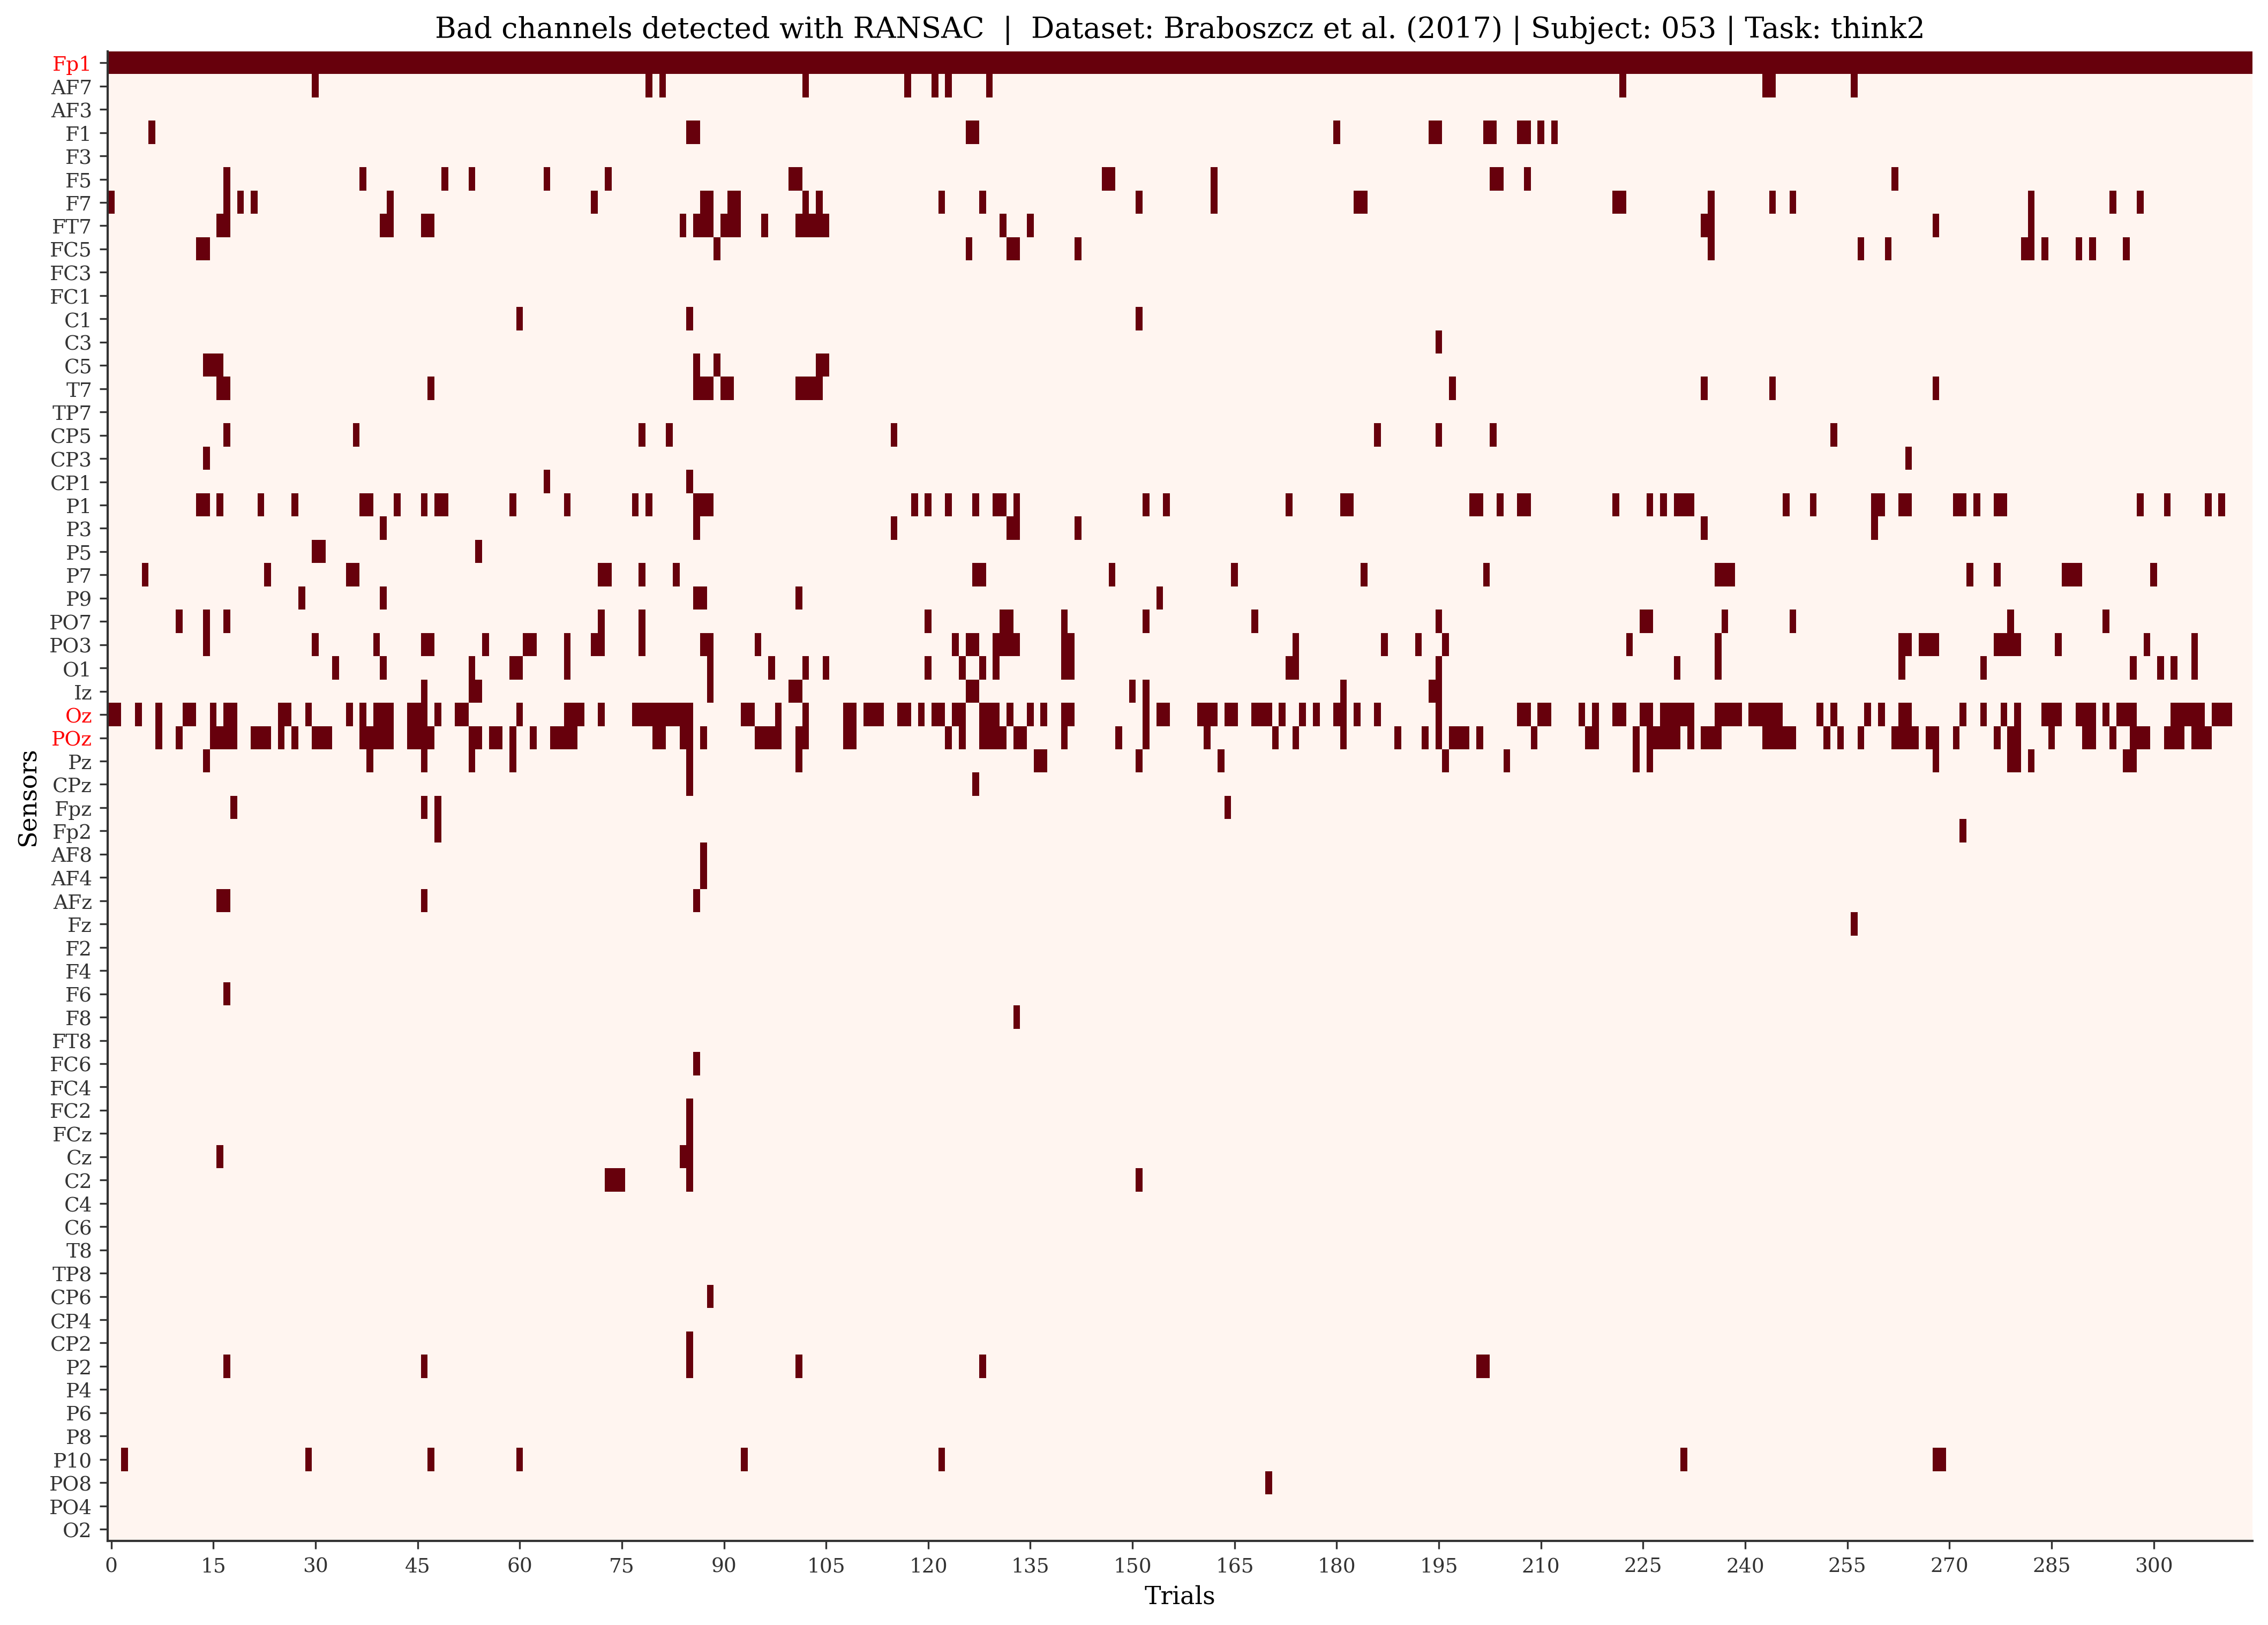 Bad channels detected with RANSAC | Dataset: Braboszcz et al. (2017) | Subject: 053 | Task: think2
Fp1
AF7
AF3
F1
F3
F5
F7
FT7
FC5
FC3
FC1
C1
C3
C5
T7
TP7
CP5
CP3
CP1
P1
P3
P5
P7
P9
PO7
PO3
O1
Iz
Oz
POz
Pz
CPz
Fpz
Fp2
AF8
AF4
AFz
Fz
F2
F4
F6
F8
FT8
FC6
FC4
FC2
FCz
Cz
C2
C4
C6
T8
TP8
CP6
CP4
CP2
P2
P4
P6
P8
P10
PO8
PO4
O2
Sensors
0 15 30 45 60 75 90 105 120 135 150 165 180 195 210 225 240 255 270 285 300
Trials